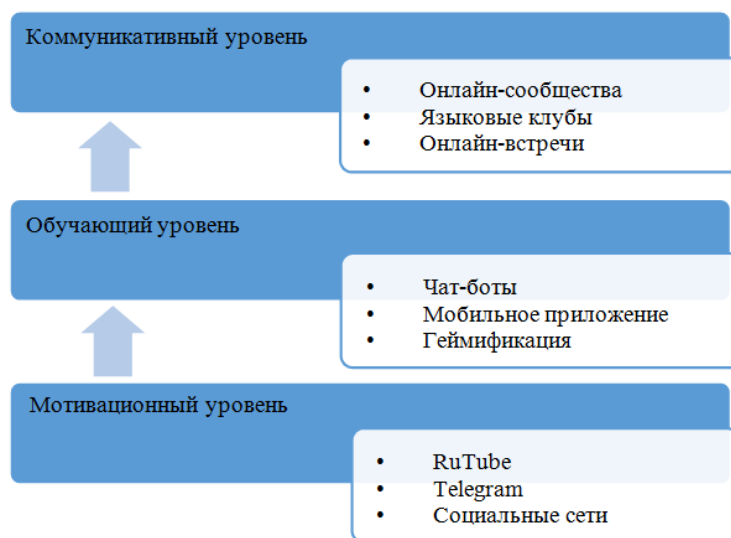 Коммуникативный уровень
• Онлайн-сообщества
• Языковые клубы
• Онлайн-встречи
Обучающий уровень
• Чат-боты
• Мобильное приложение
• Геймификация
Мотивационный уровень
• RuTube
• Telegram
• Социальные сети